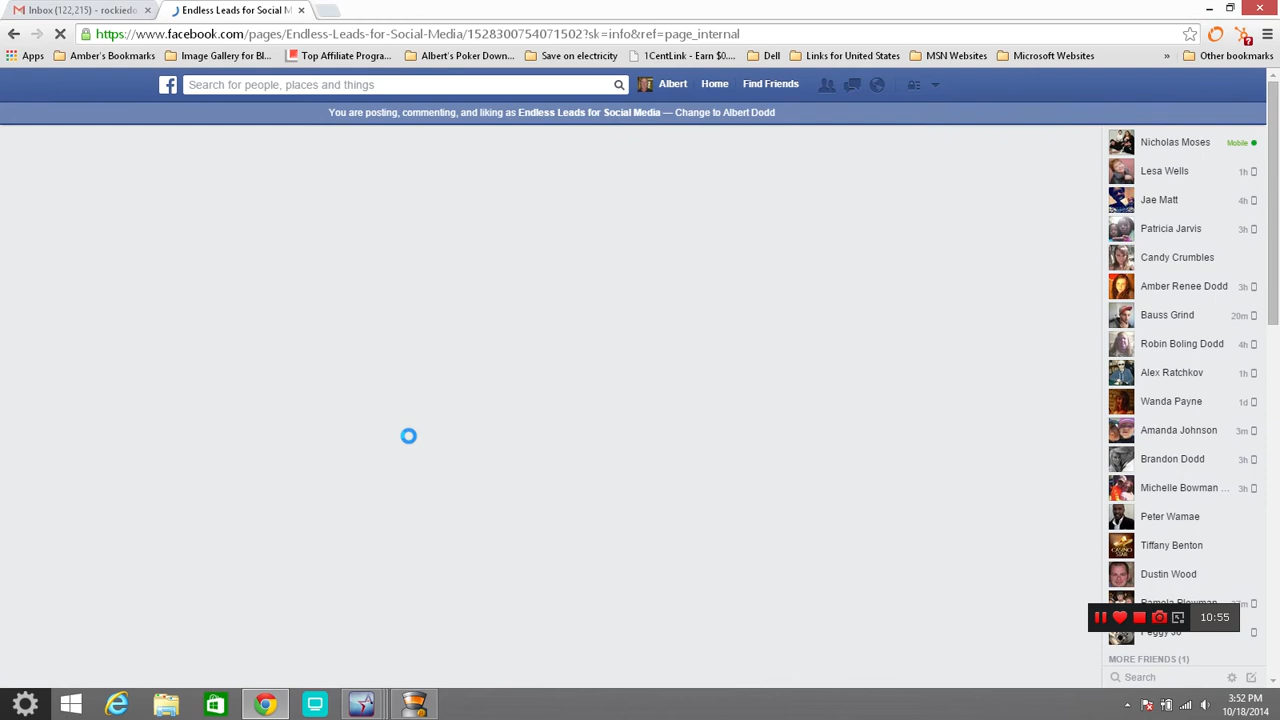 Inbox (122,215) - rockiedo
Endless Leads for Social M
https://www.facebook.com/pages/Endless-Leads-for-Social-Media/1528300754071502?sk=info&ref=page_internal
Apps
Amber's Bookmarks
Image Gallery for Bl...
Top Affiliate Progra...
Albert's Poker Down...
Save on electricity
1CentLink - Earn $0....
Dell
Links for United States
MSN Websites
Microsoft Websites
»
Other bookmarks
Search for people, places and things
Albert
Home
Find Friends
You are posting, commenting, and liking as Endless Leads for Social Media — Change to Albert Dodd
Nicholas Moses Mobile
Lesa Wells 1h
Jae Matt 4h
Patricia Jarvis 3h
Candy Crumbles
Amber Renee Dodd 3h
Bauss Grind 20m
Robin Boling Dodd 4h
Alex Ratchkov 1h
Wanda Payne 1d
Amanda Johnson 3m
Brandon Dodd 3h
Michelle Bowman ... 3h
Peter Wamae
Tiffany Benton
Dustin Wood
10:55
MORE FRIENDS (1)
Search
3:52 PM
10/18/2014